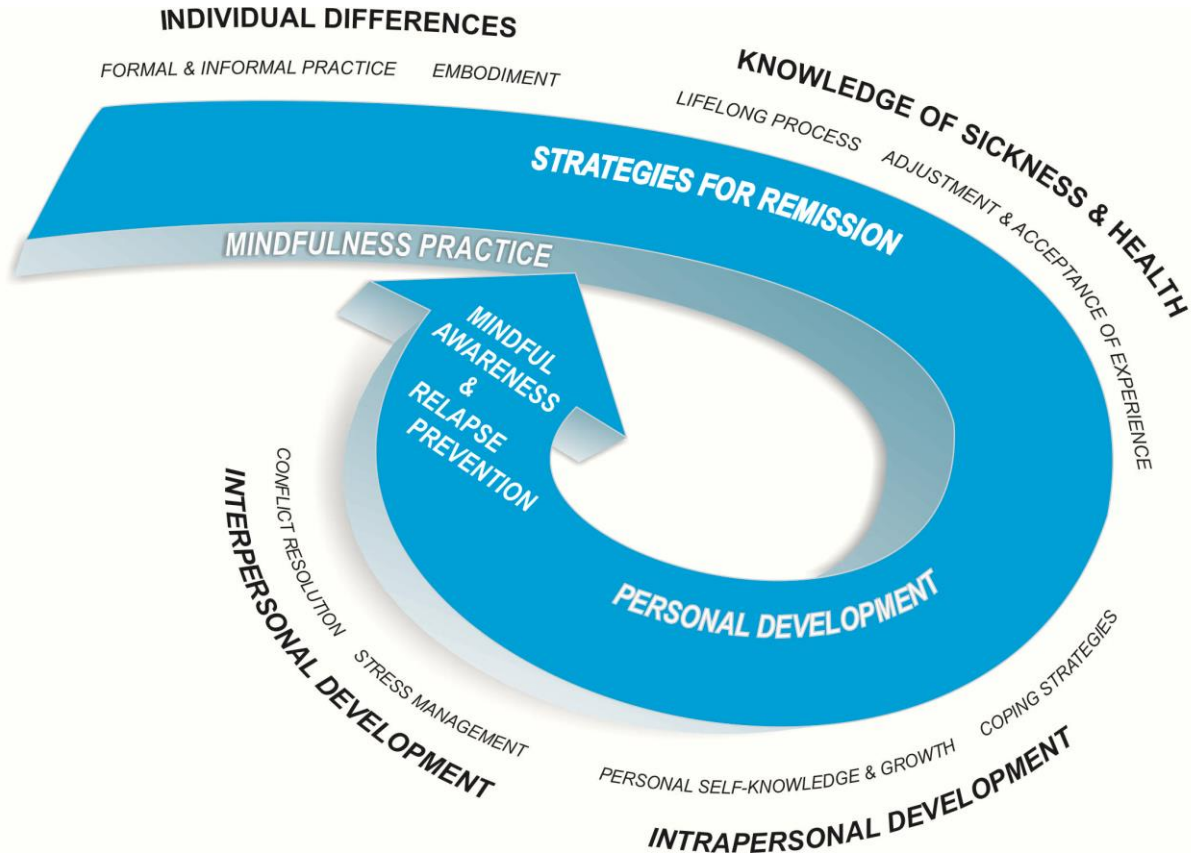 INDIVIDUAL DIFFERENCES
FORMAL & INFORMAL PRACTICE
EMBODIMENT
KNOWLEDGE OF SICKNESS & HEALTH
LIFELONG PROCESS
ADJUSTMENT & ACCEPTANCE OF EXPERIENCE
STRATEGIES FOR REMISSION
MINDFULNESS PRACTICE
MINDFUL
AWARENESS
&
RELAPSE
PREVENTION
PERSONAL DEVELOPMENT
COPING STRATEGIES
PERSONAL SELF-KNOWLEDGE & GROWTH
INTRAPERSONAL DEVELOPMENT
CONFLICT RESOLUTION
STRESS MANAGEMENT
INTERPERSONAL DEVELOPMENT